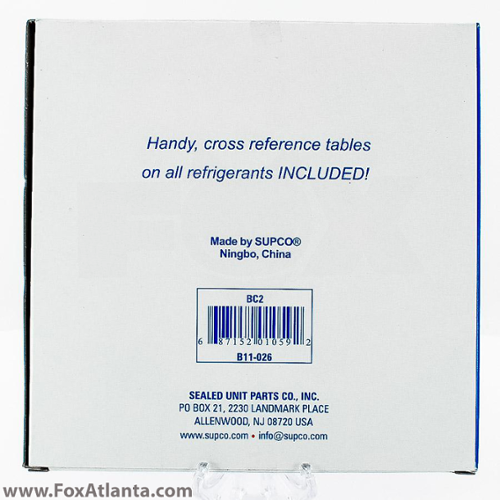 Handy, cross reference tables
on all refrigerants INCLUDED!
Made by SUPCO®
Ningbo, China
BC2
6 87152 01059 2
B11-026
SEALED UNIT PARTS CO., INC.
PO BOX 21, 2230 LANDMARK PLACE
ALLENWOOD, NJ 08720 USA
www.supco.com • info@supco.com
www.FoxAtlanta.com